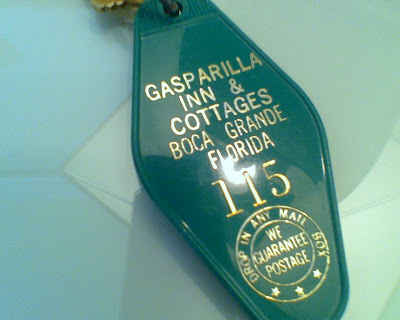 GASPARILLA
INN &
COTTAGES
BOCA GRANDE
FLORIDA
115
DROP IN ANY MAIL BOX
WE
GUARANTEE
POSTAGE